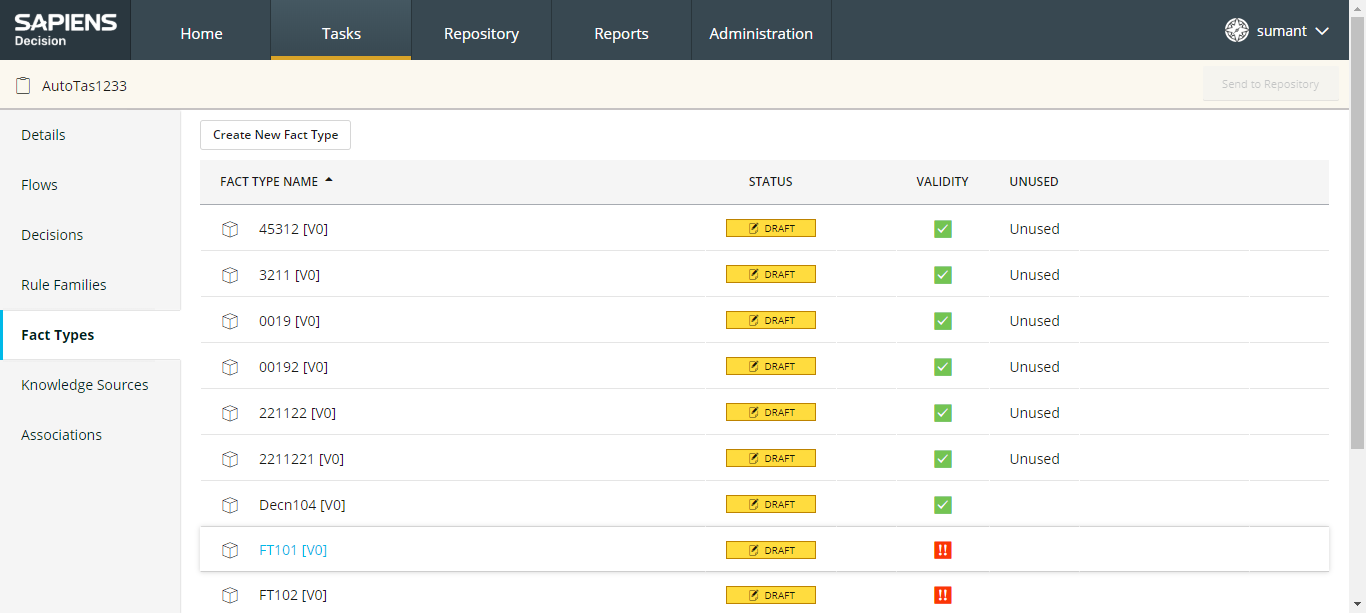 SAPIENS
Decision
Home
Tasks
Repository
Reports
Administration
sumant
AutoTas1233
Send to Repository
Details
Flows
Decisions
Rule Families
Fact Types
Knowledge Sources
Associations
Create New Fact Type
FACT TYPE NAME STATUS VALIDITY UNUSED
45312 [V0] DRAFT Unused
3211 [V0] DRAFT Unused
0019 [V0] DRAFT Unused
00192 [V0] DRAFT Unused
221122 [V0] DRAFT Unused
2211221 [V0] DRAFT Unused
Decn104 [V0] DRAFT
FT101 [V0] DRAFT !!
FT102 [V0] DRAFT !!